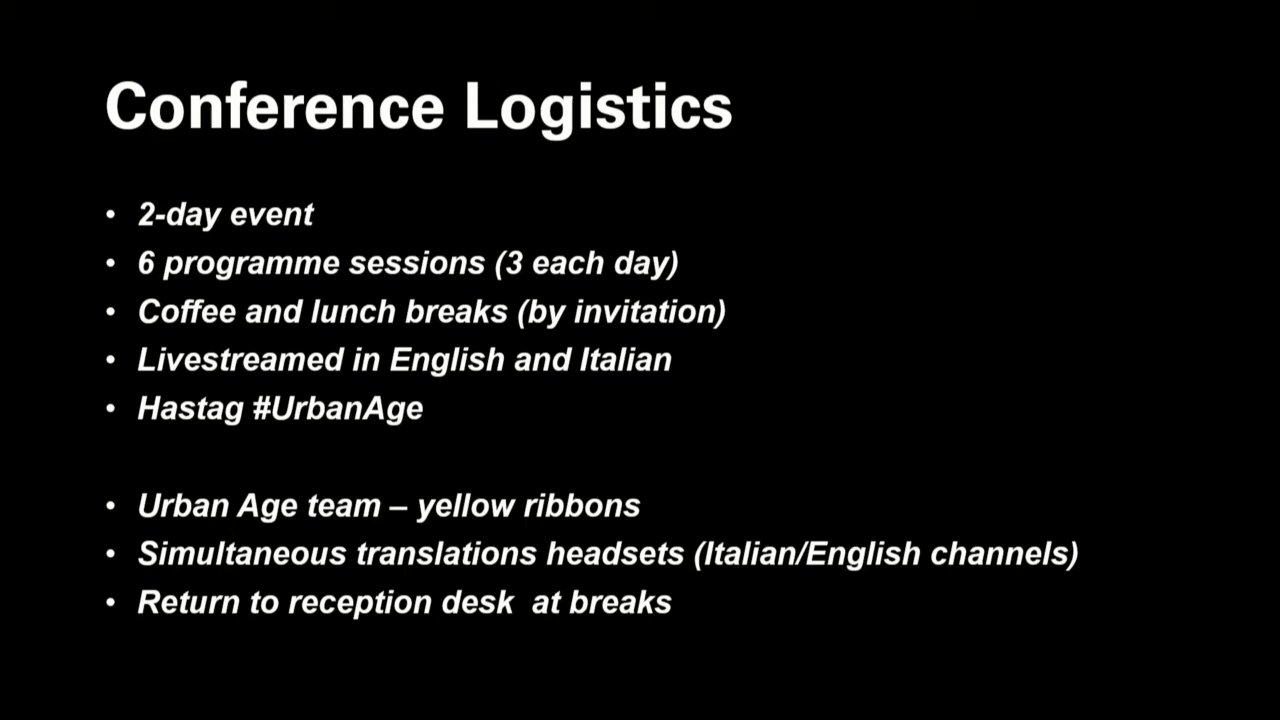 Conference Logistics
• 2-day event
• 6 programme sessions (3 each day)
• Coffee and lunch breaks (by invitation)
• Livestreamed in English and Italian
• Hastag #UrbanAge
• Urban Age team – yellow ribbons
• Simultaneous translations headsets (Italian/English channels)
• Return to reception desk  at breaks